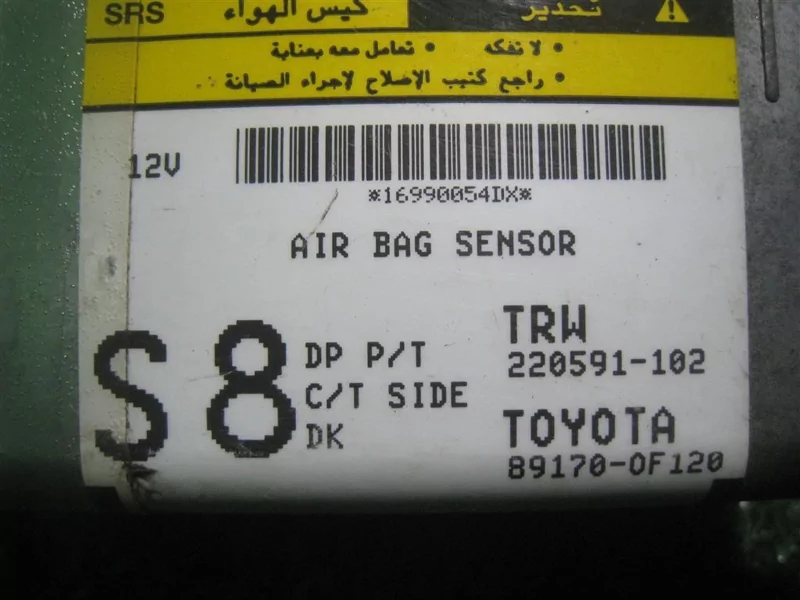 SRS كيس الهواء تحذير
• لا تفكه • تعامل معه بعناية
• راجع كتيب الإصلاح لإجراء الصيانة
12V
*16990054DX*
AIR BAG SENSOR
S8
DP P/T
C/T SIDE
DK
TRW
220591-102
TOYOTA
89170-0F120